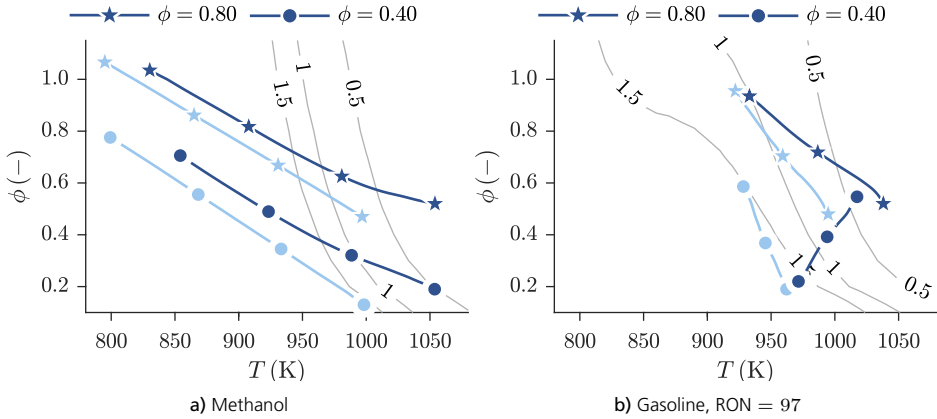 ϕ = 0.80 ϕ = 0.40 ϕ = 0.80 ϕ = 0.40
1.0
0.8
0.6
0.4
0.2
ϕ (−)
1.5
1
0.5
1
800 850 900 950 1000 1050
T (K)
a) Methanol
1.0
0.8
0.6
0.4
0.2
ϕ (−)
1
0.5
1.5
1
1
0.5
800 850 900 950 1000 1050
T (K)
b) Gasoline, RON = 97